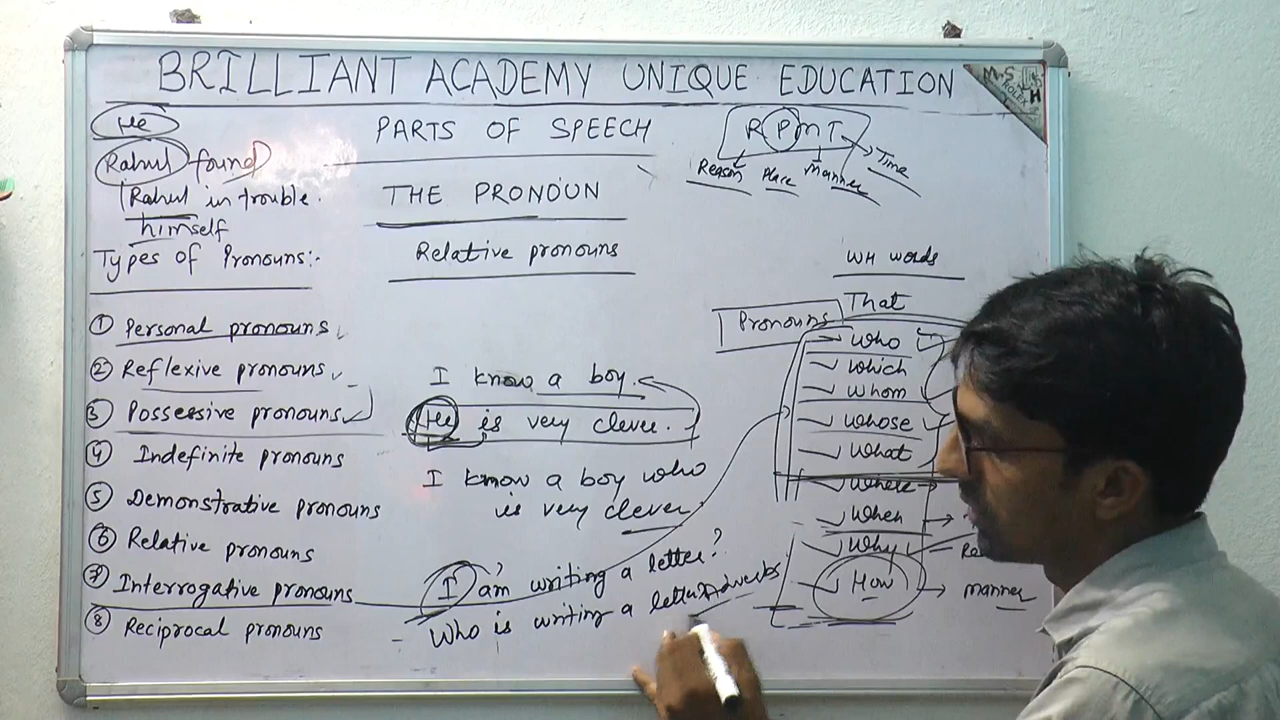 BRILLIANT ACADEMY UNIQUE EDUCATION
M.S
ROLEX
H
He
PARTS OF SPEECH
RPMT
Rahul found
Rahul in trouble.
himself
Reason Place Manner Time
THE PRONOUN
Types of Pronouns:-
Relative pronouns
WH words
① Personal pronouns
② Reflexive pronouns
③ Possessive pronouns
④ Indefinite pronouns
⑤ Demonstrative pronouns
⑥ Relative pronouns
⑦ Interrogative pronouns
⑧ Reciprocal pronouns
I know a boy.
He is very clever.
I know a boy who
is very clever.
I am writing a letter?
Who is writing a letter
Adverbs
Pronouns
That
Who
Which
Whom
Whose
What
Where
When
Why
How
manner